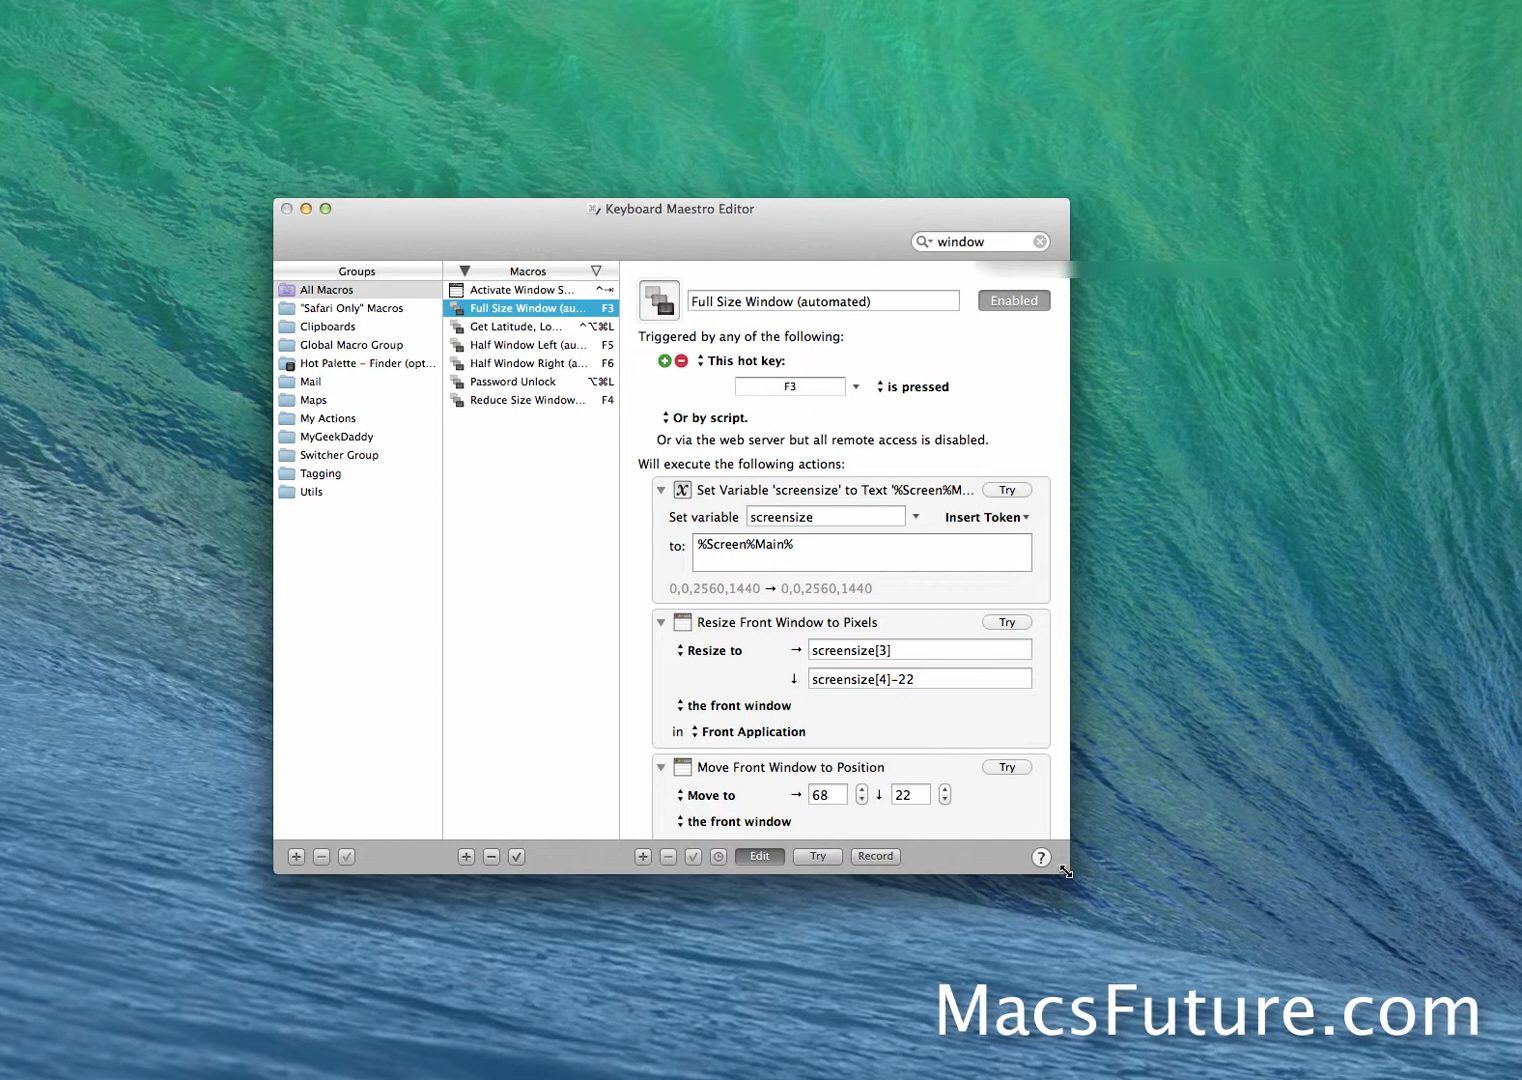 Keyboard Maestro Editor
window
Groups
All Macros
"Safari Only" Macros
Clipboards
Global Macro Group
Hot Palette – Finder (opt...
Mail
Maps
My Actions
MyGeekDaddy
Switcher Group
Tagging
Utils
Macros
Activate Window S... ^⇥
Full Size Window (au... F3
Get Latitude, Lo... ^⌥⌘L
Half Window Left (au... F5
Half Window Right (a... F6
Password Unlock ⌥⌘L
Reduce Size Window... F4
Full Size Window (automated)
Enabled
Triggered by any of the following:
This hot key:
F3
is pressed
Or by script.
Or via the web server but all remote access is disabled.
Will execute the following actions:
Set Variable 'screensize' to Text '%Screen%M... Try
Set variable screensize Insert Token
to: %Screen%Main%
0,0,2560,1440 → 0,0,2560,1440
Resize Front Window to Pixels Try
Resize to → screensize[3]
↓ screensize[4]-22
the front window
in Front Application
Move Front Window to Position Try
Move to → 68 ↓ 22
the front window
Edit Try Record ?
MacsFuture.com